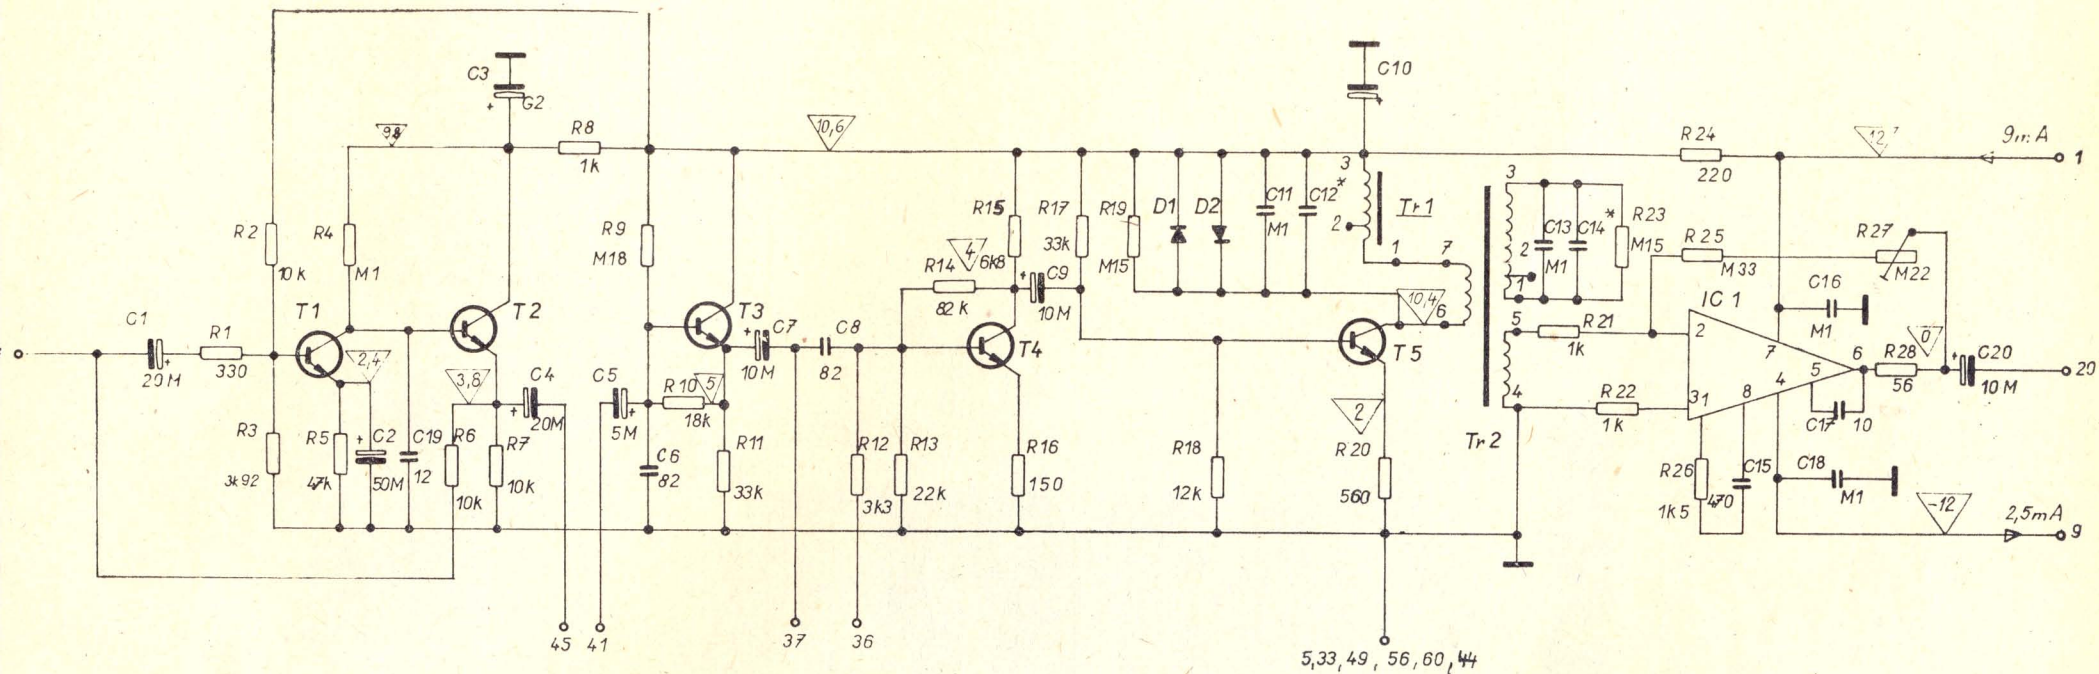 C3
G2
C10
9,8
R8
1k
10,6
R24
220
12,
9mA
1
R2
10k
R4
M1
R9
M18
R15
6k8
R17
33k
R19
M15
D1
D2
C11
M1
C12
*
3
2
1
Tr1
7
6
3
2
1
C13
M1
C14
*
R23
M15
R25
M33
R27
M22
4
R14
82k
C9
10M
10,4
C16
M1
C1
20M
R1
330
T1
2,4
T2
3,8
C4
20M
C5
5M
R10
18k
5
T3
C7
10M
C8
82
T4
T5
2
5
4
R21
1k
R22
1k
IC1
2
3
1
8
4
5
6
7
R28
56
0
C20
10M
20
C17
10
Tr2
R3
3k92
R5
47k
C2
50M
C19
12
R6
10k
R7
10k
C6
82
R11
33k
R12
3k3
R13
22k
R16
150
R18
12k
R20
560
R26
1k5
C15
470
C18
M1
-12
2,5mA
9
45
41
37
36
5,33,49,56,60,44